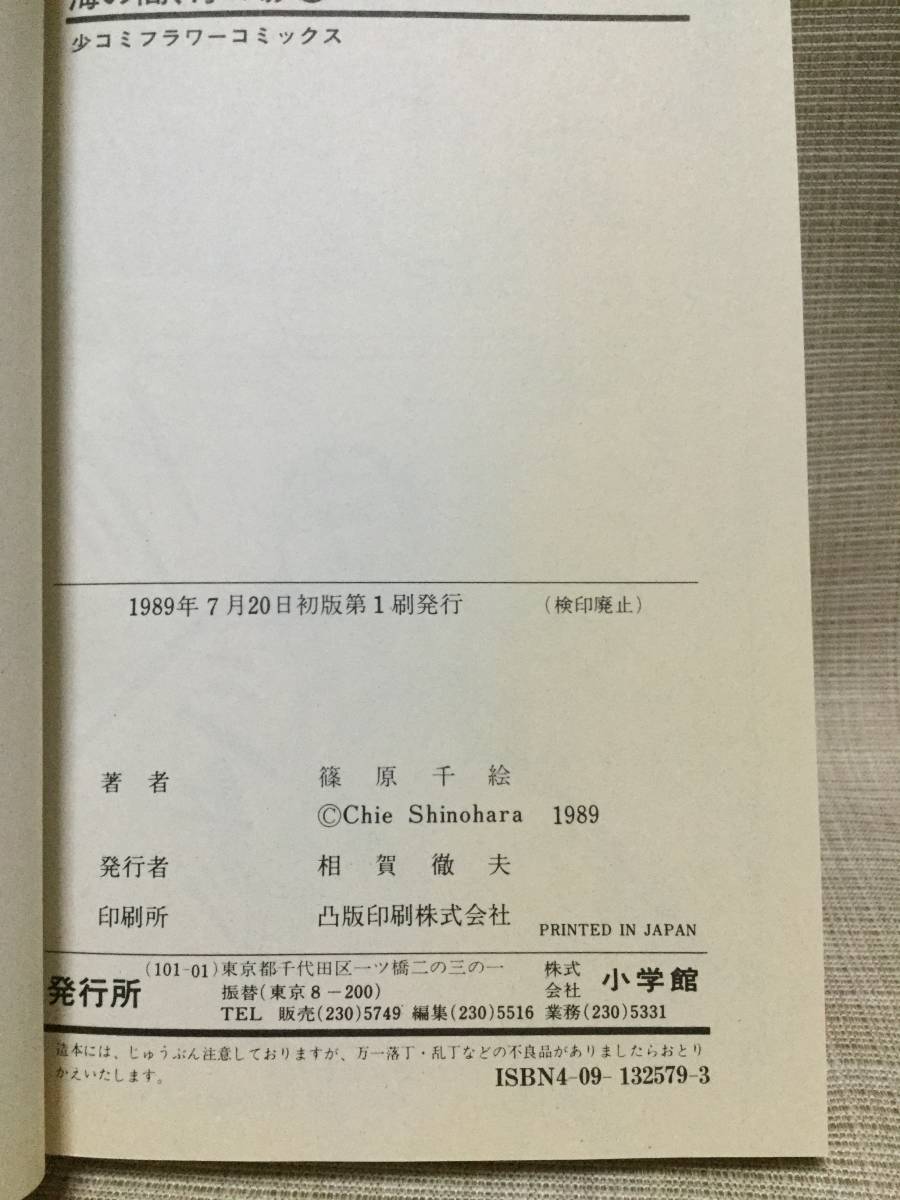 少コミフラワーコミックス
1989年7月20日初版第1刷発行 (検印廃止)
著者 篠原千絵
©Chie Shinohara 1989
発行者 相賀徹夫
印刷所 凸版印刷株式会社
PRINTED IN JAPAN
発行所 (101-01)東京都千代田区一ツ橋二の三の一 株式会社 小学館
振替(東京8-200)
TEL 販売(230)5749 編集(230)5516 業務(230)5331
造本には、じゅうぶん注意しておりますが、万一落丁・乱丁などの不良品がありましたらおとり
かえいたします。
ISBN4-09-132579-3